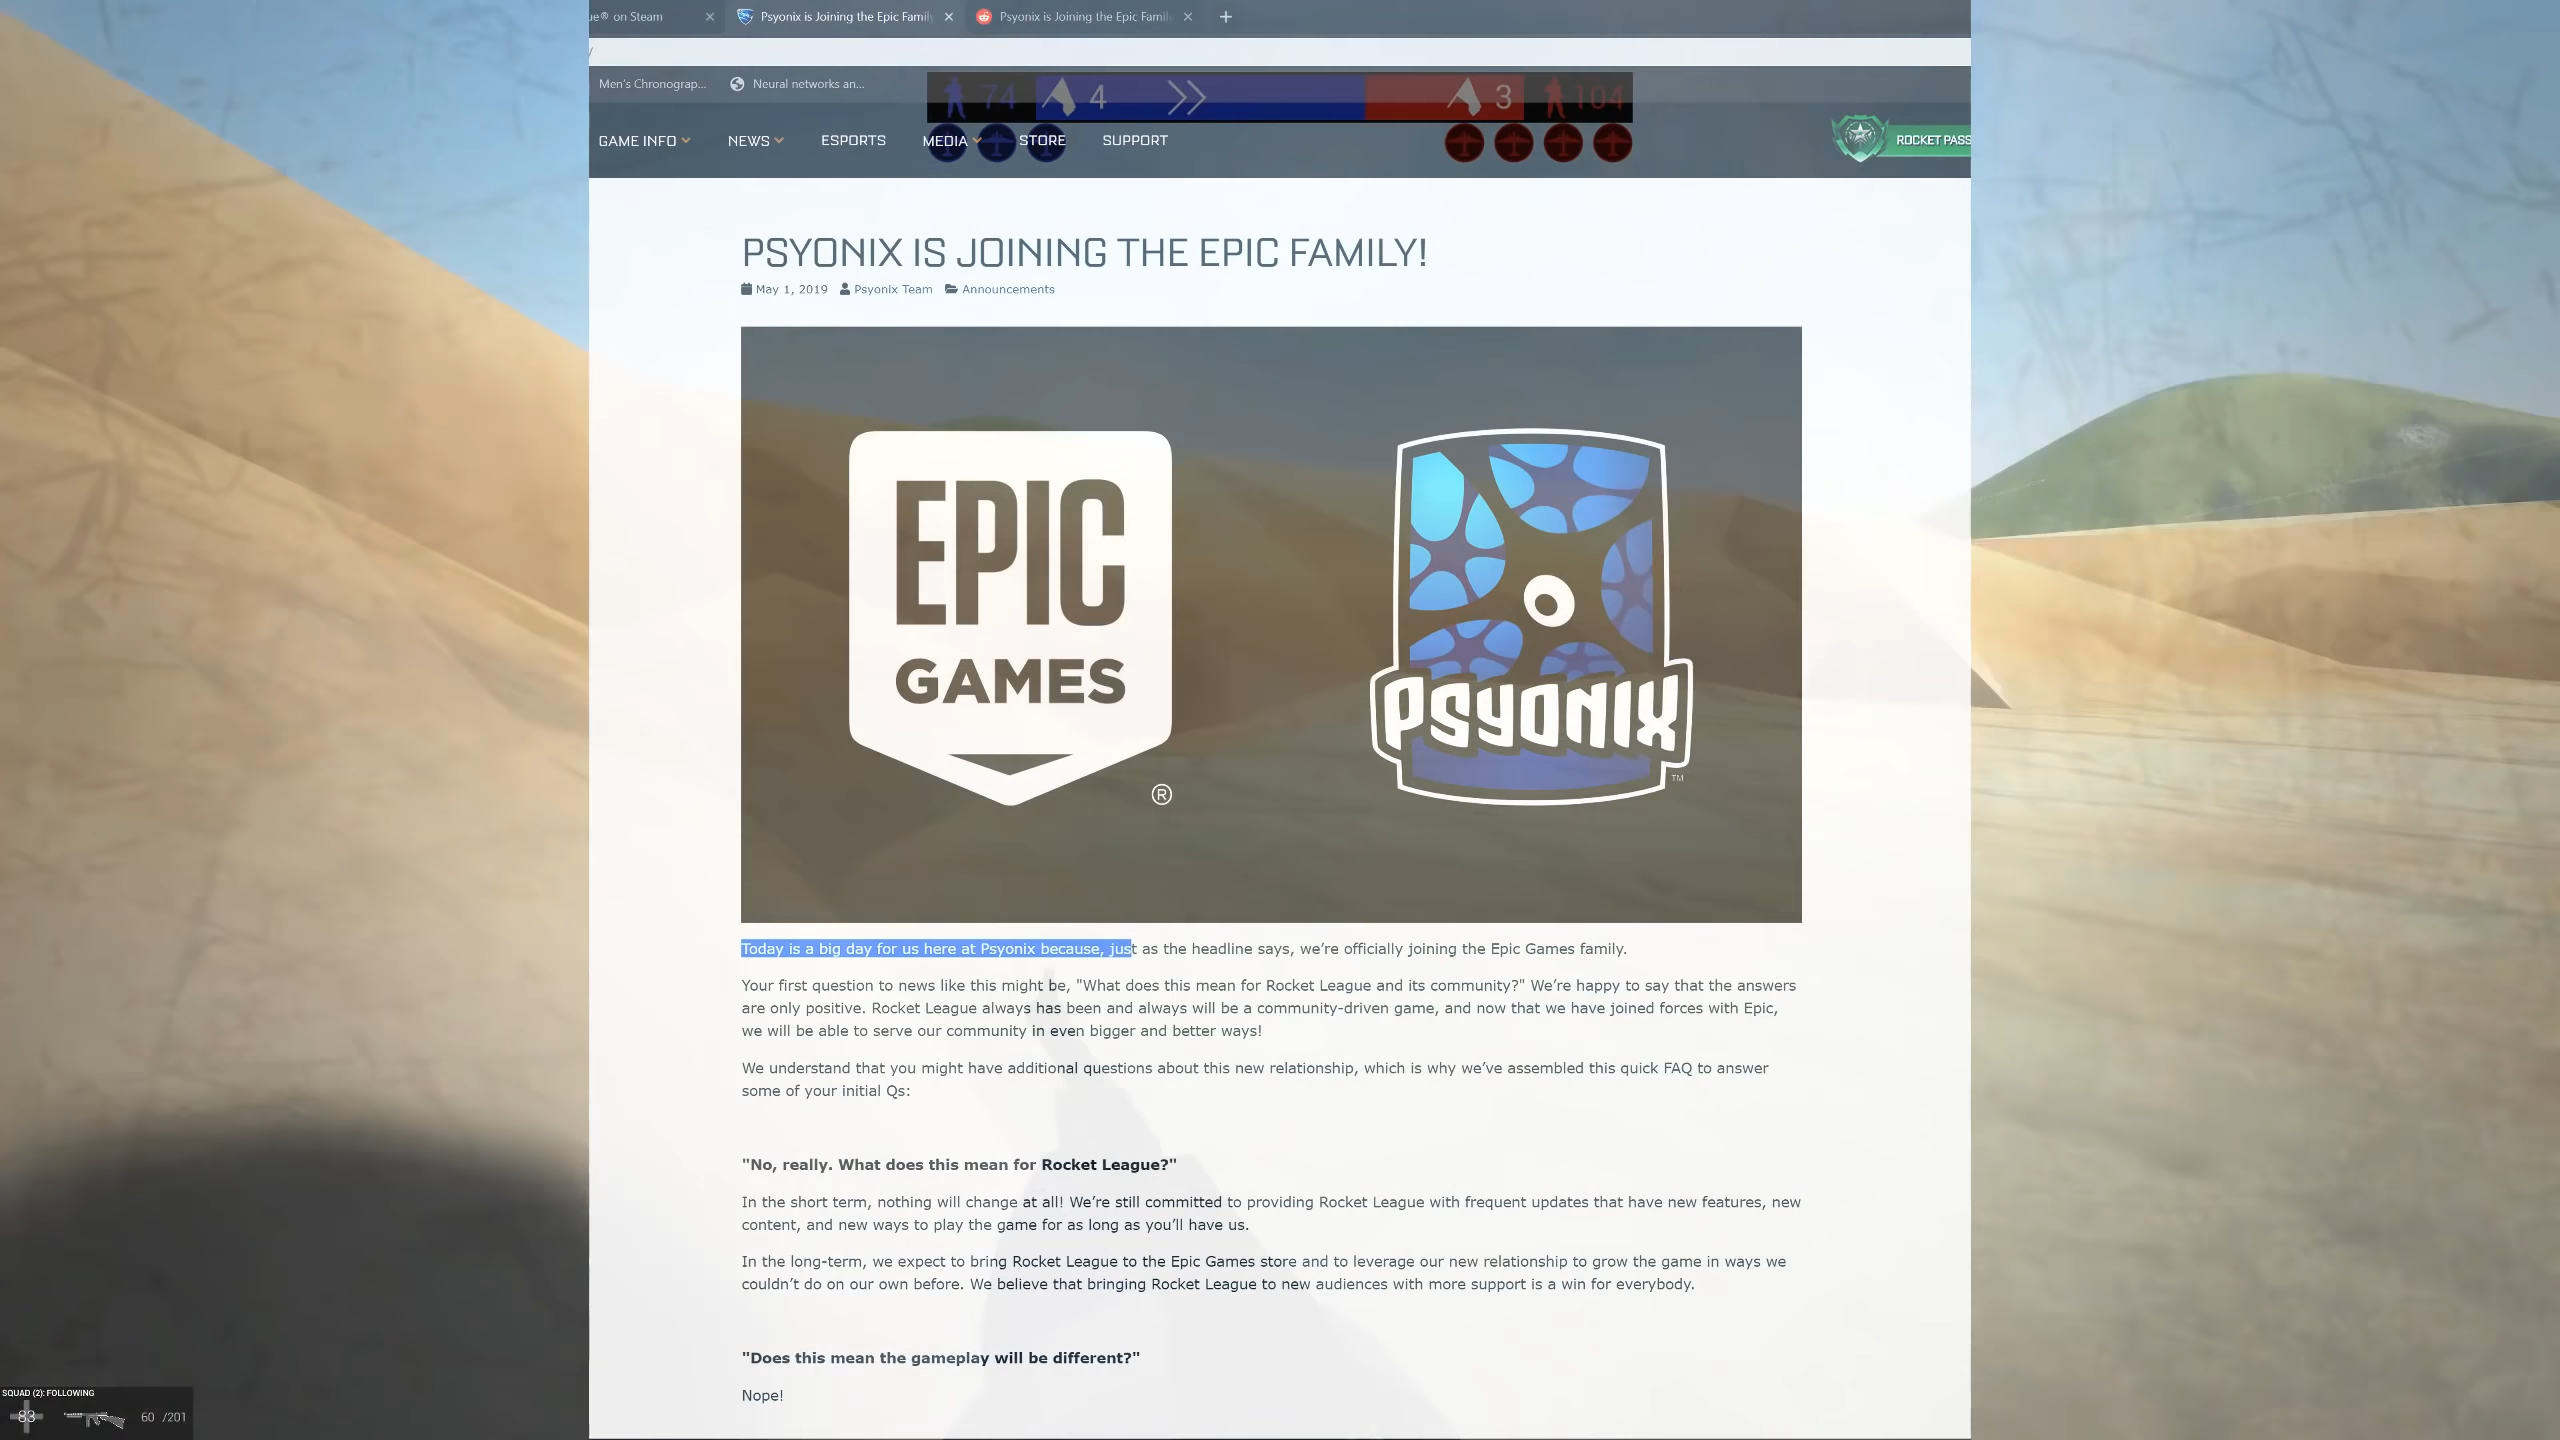 ue® on Steam
Psyonix is Joining the Epic Family
Psyonix is Joining the Epic Famil
/
Men's Chronograp...
Neural networks an...
74 4 3 104
GAME INFO NEWS ESPORTS MEDIA STORE SUPPORT
ROCKET PASS
PSYONIX IS JOINING THE EPIC FAMILY!
May 1, 2019 Psyonix Team Announcements
EPIC
GAMES
®
PSYONIX
TM
Today is a big day for us here at Psyonix because, just as the headline says, we’re officially joining the Epic Games family.
Your first question to news like this might be, "What does this mean for Rocket League and its community?" We’re happy to say that the answers
are only positive. Rocket League always has been and always will be a community-driven game, and now that we have joined forces with Epic,
we will be able to serve our community in even bigger and better ways!
We understand that you might have additional questions about this new relationship, which is why we’ve assembled this quick FAQ to answer
some of your initial Qs:
"No, really. What does this mean for Rocket League?"
In the short term, nothing will change at all! We’re still committed to providing Rocket League with frequent updates that have new features, new
content, and new ways to play the game for as long as you’ll have us.
In the long-term, we expect to bring Rocket League to the Epic Games store and to leverage our new relationship to grow the game in ways we
couldn’t do on our own before. We believe that bringing Rocket League to new audiences with more support is a win for everybody.
"Does this mean the gameplay will be different?"
Nope!
SQUAD (2): FOLLOWING
83 60 /201